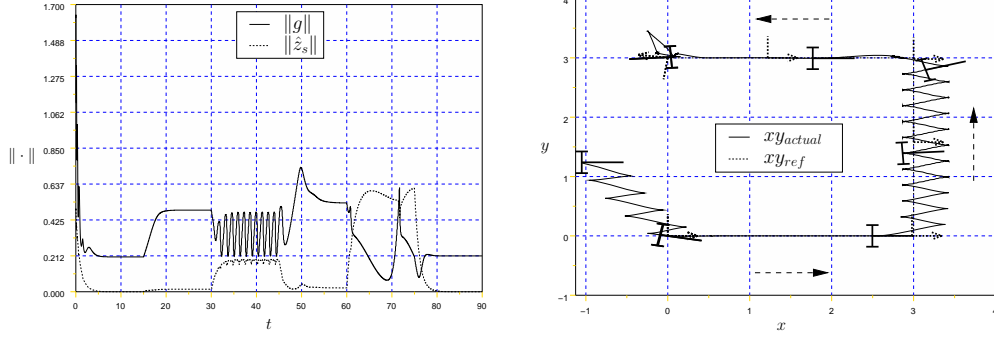 1.700
1.488
1.275
1.062
0.850
0.637
0.425
0.212
0.000
‖ · ‖
‖g‖
‖ẑₛ‖
0 10 20 30 40 50 60 70 80 90
t
4
3
2
1
0
−1
y
xy_actual
xy_ref
−1 0 1 2 3 4
x